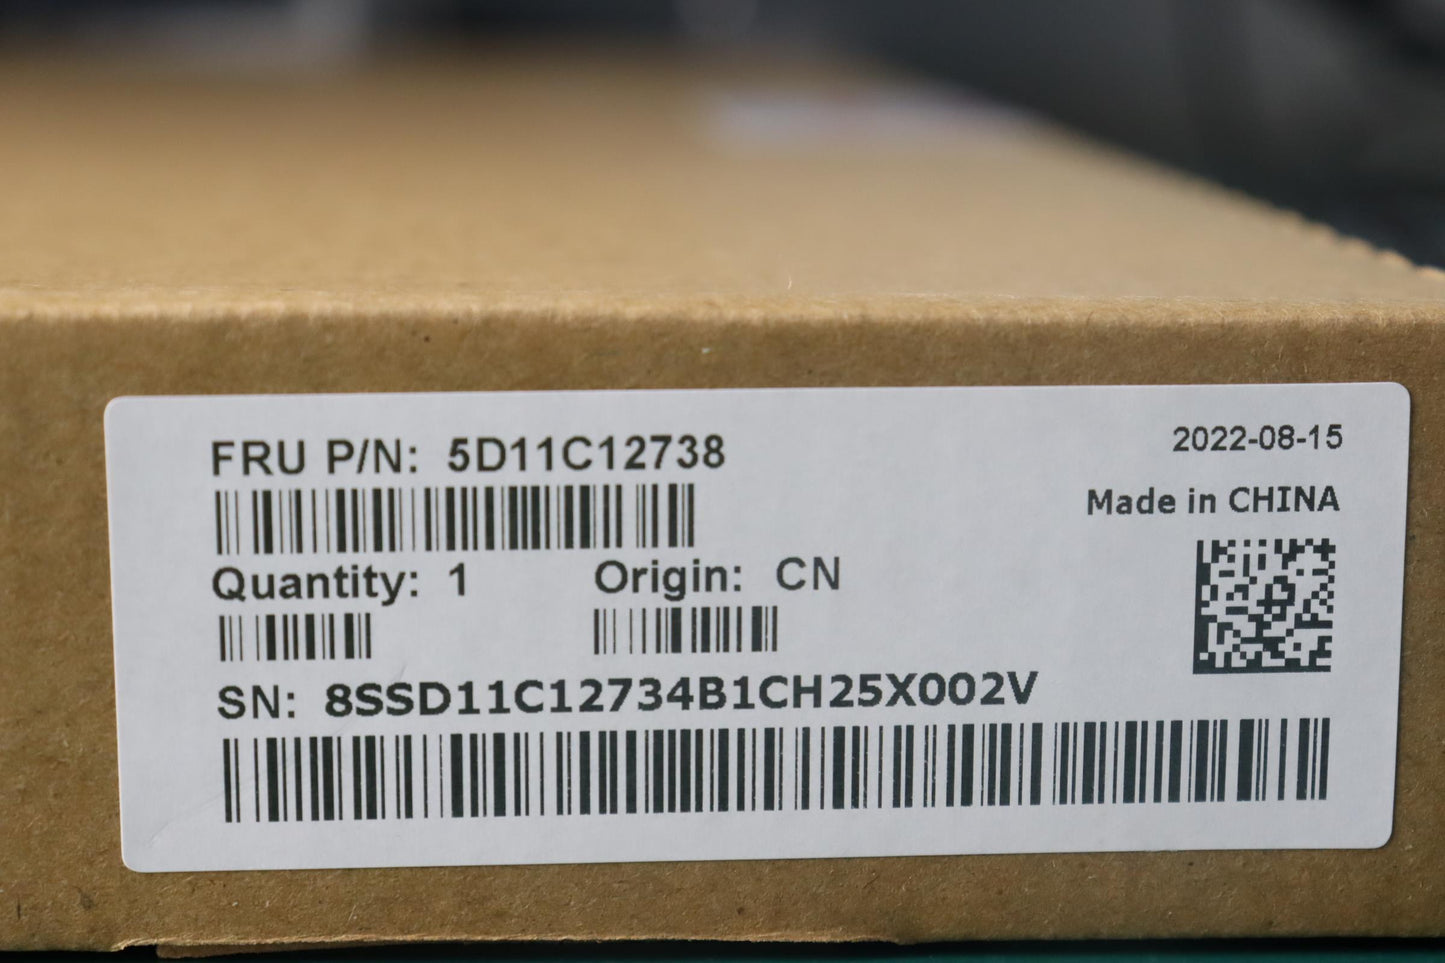 FRU P/N: 5D11C12738
2022-08-15
Made in CHINA
Quantity: 1 Origin: CN
SN: 8SSD11C12734B1CH25X002V